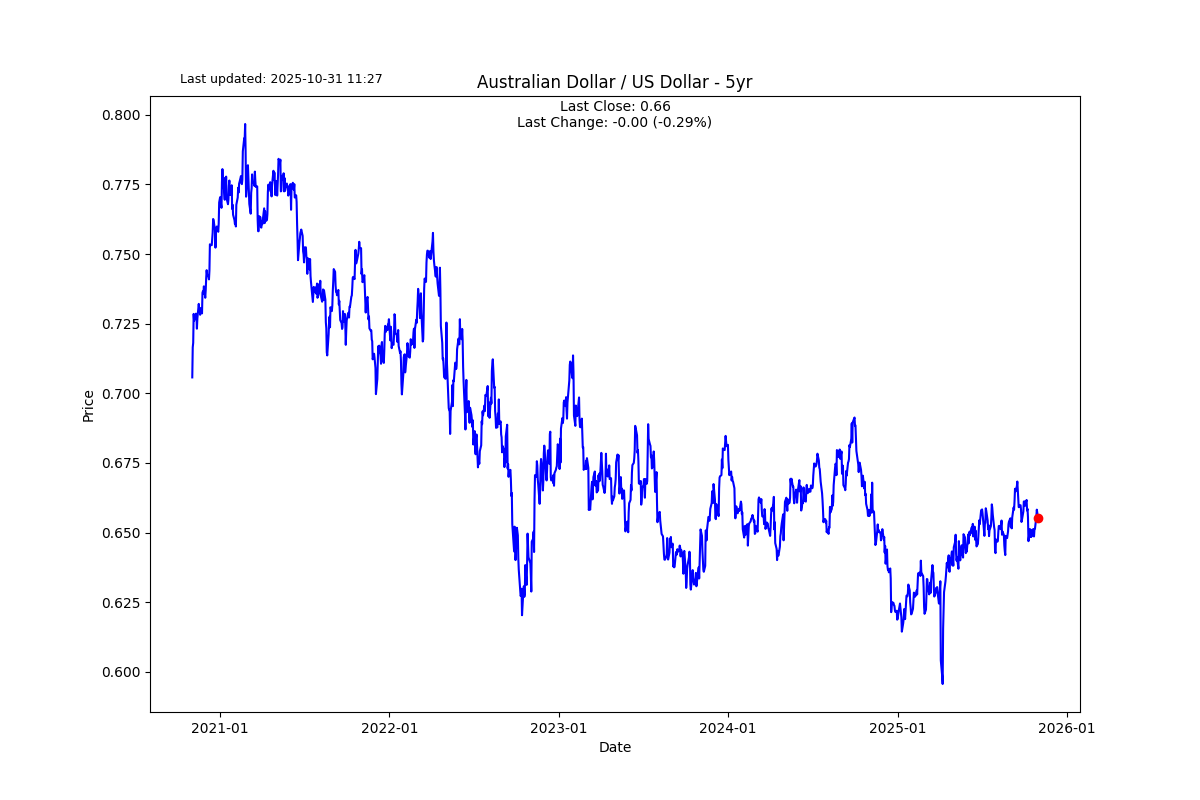 Last updated: 2025-10-31 11:27
Australian Dollar / US Dollar - 5yr
Last Close: 0.66
Last Change: -0.00 (-0.29%)
0.800
0.775
0.750
0.725
0.700
0.675
0.650
0.625
0.600
Price
2021-01
2022-01
2023-01
2024-01
2025-01
2026-01
Date